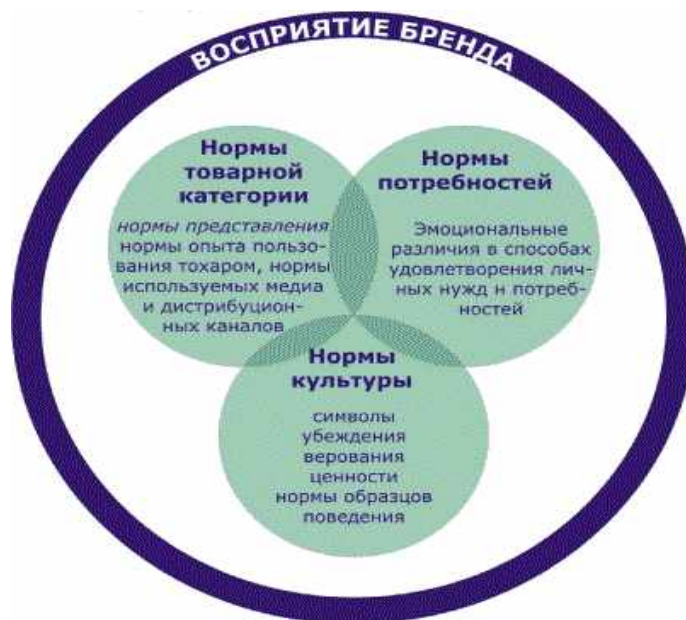 ВОСПРИЯТИЕ БРЕНДА
Нормы
товарной
категории
нормы представления
нормы опыта пользо-
вания тохаром, нормы
используемых медиа
и дистрибуцион-
ных каналов
Нормы
потребностей
Эмоциональные
различия в способах
удовлетворения лич-
ных нужд н потреб-
ностей
Нормы
культуры
символы
убеждения
верования
ценности
нормы образцов
поведения